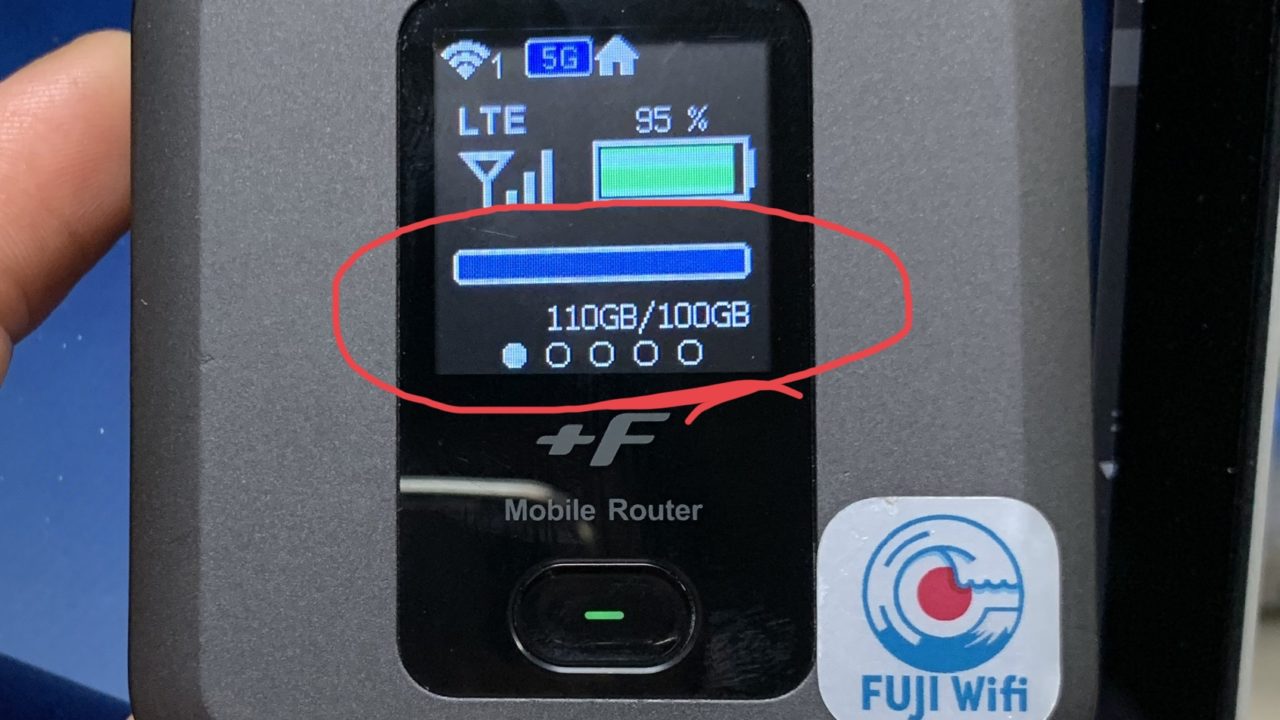 1 5G
LTE 95 %
110GB/100GB
+F
Mobile Router
FUJI Wifi